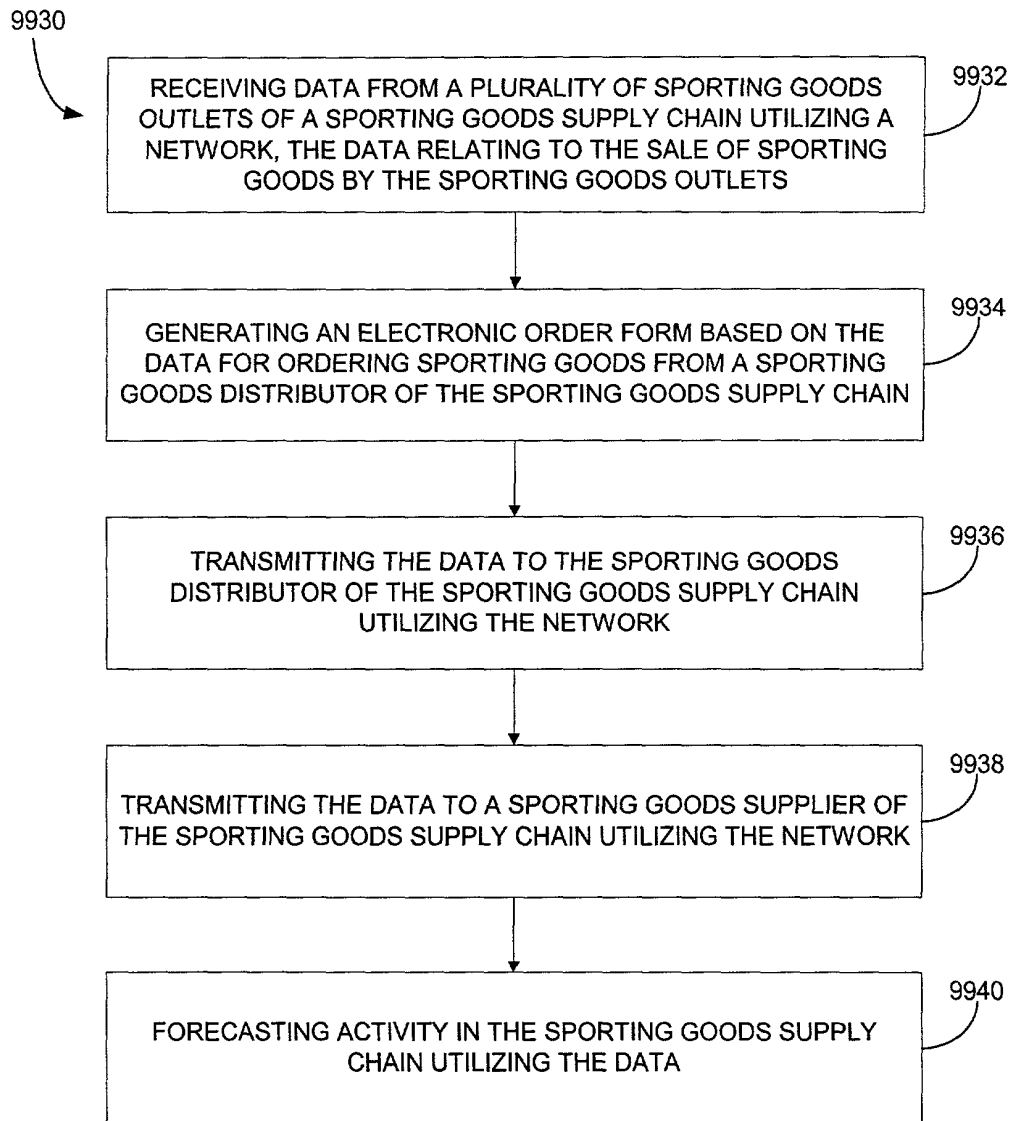 9930
RECEIVING DATA FROM A PLURALITY OF SPORTING GOODS
OUTLETS OF A SPORTING GOODS SUPPLY CHAIN UTILIZING A
NETWORK, THE DATA RELATING TO THE SALE OF SPORTING
GOODS BY THE SPORTING GOODS OUTLETS
9932
GENERATING AN ELECTRONIC ORDER FORM BASED ON THE
DATA FOR ORDERING SPORTING GOODS FROM A SPORTING
GOODS DISTRIBUTOR OF THE SPORTING GOODS SUPPLY CHAIN
9934
TRANSMITTING THE DATA TO THE SPORTING GOODS
DISTRIBUTOR OF THE SPORTING GOODS SUPPLY CHAIN
UTILIZING THE NETWORK
9936
TRANSMITTING THE DATA TO A SPORTING GOODS SUPPLIER OF
THE SPORTING GOODS SUPPLY CHAIN UTILIZING THE NETWORK
9938
FORECASTING ACTIVITY IN THE SPORTING GOODS SUPPLY
CHAIN UTILIZING THE DATA
9940